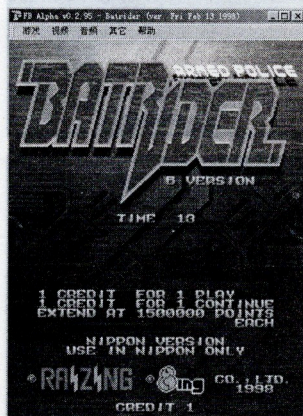 FB Alpha v0.2.95 - Batrider (ver. Fri Feb 13 1998)
游戏 视频 音频 其它 帮助
ARMED POLICE
BATRIDER
B VERSION
TIME 18
1 CREDIT FOR 1 PLAY
1 CREDIT FOR 1 CONTINUE
EXTEND AT 1500000 POINTS
EACH
NIPPON VERSION
USE IN NIPPON ONLY
© RAIZING © 8ing CO., LTD.
1998
CREDIT 1